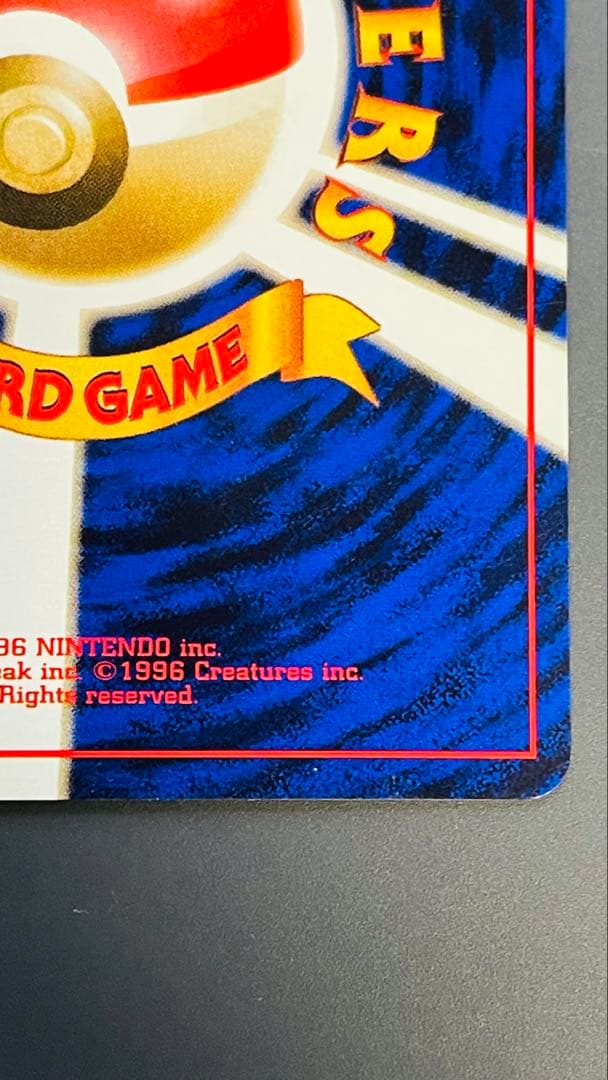 ERS
RD GAME
96 NINTENDO inc.
eak inc. ©1996 Creatures inc.
Rights reserved.